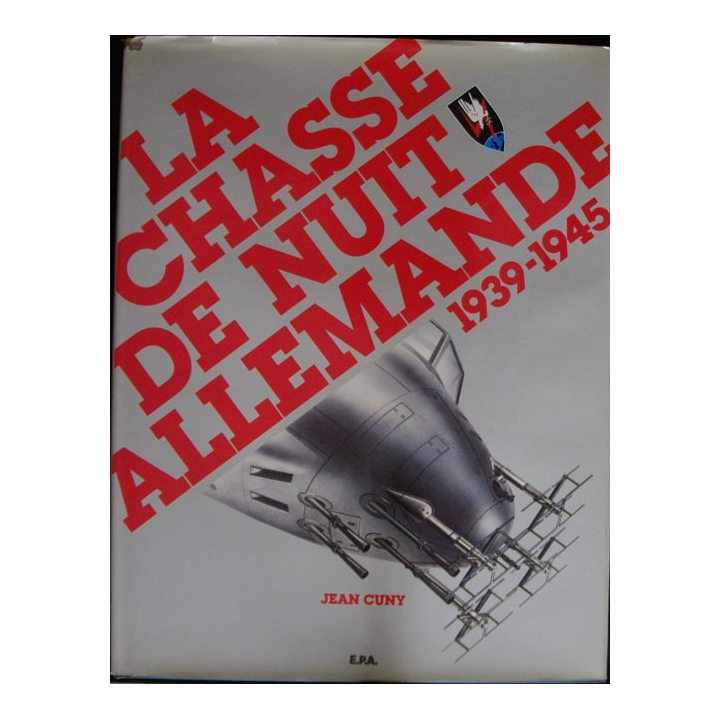 LA
CHASSE
DE NUIT
ALLEMANDE
1939-1945
JEAN CUNY
E.P.A.